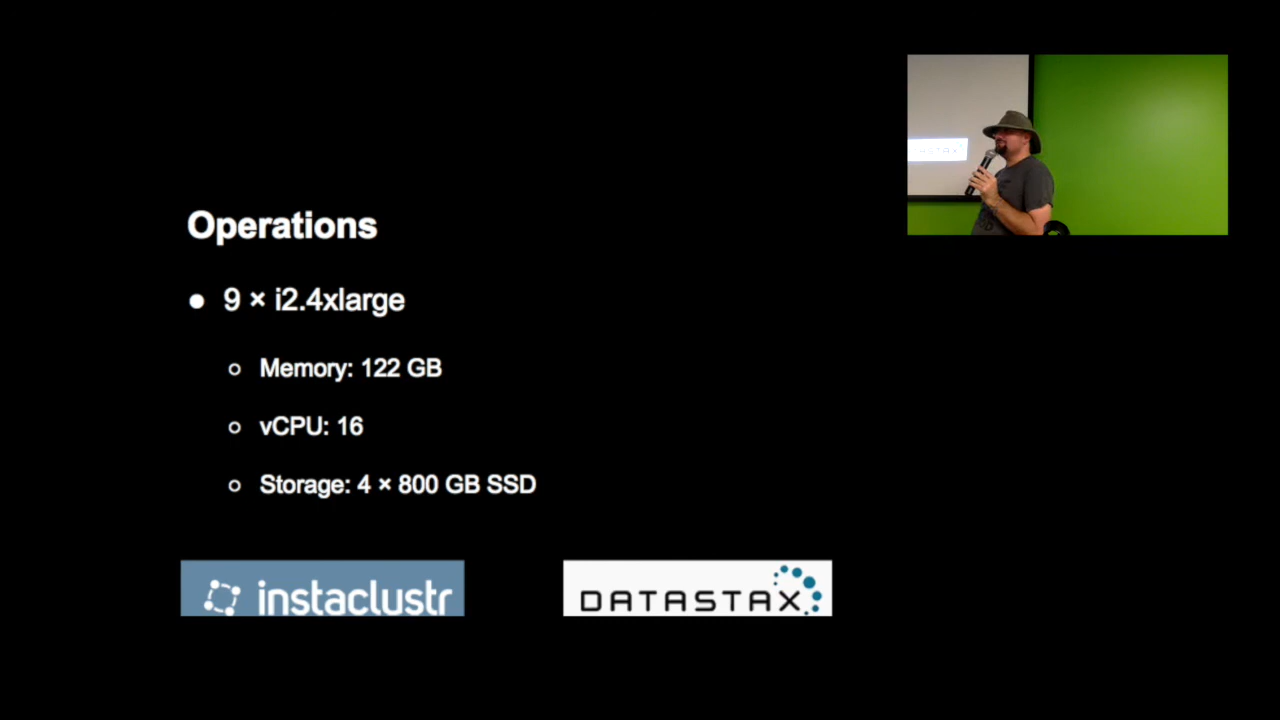 Operations
● 9 × i2.4xlarge
○ Memory: 122 GB
○ vCPU: 16
○ Storage: 4 × 800 GB SSD
instaclustr
DATASTAX